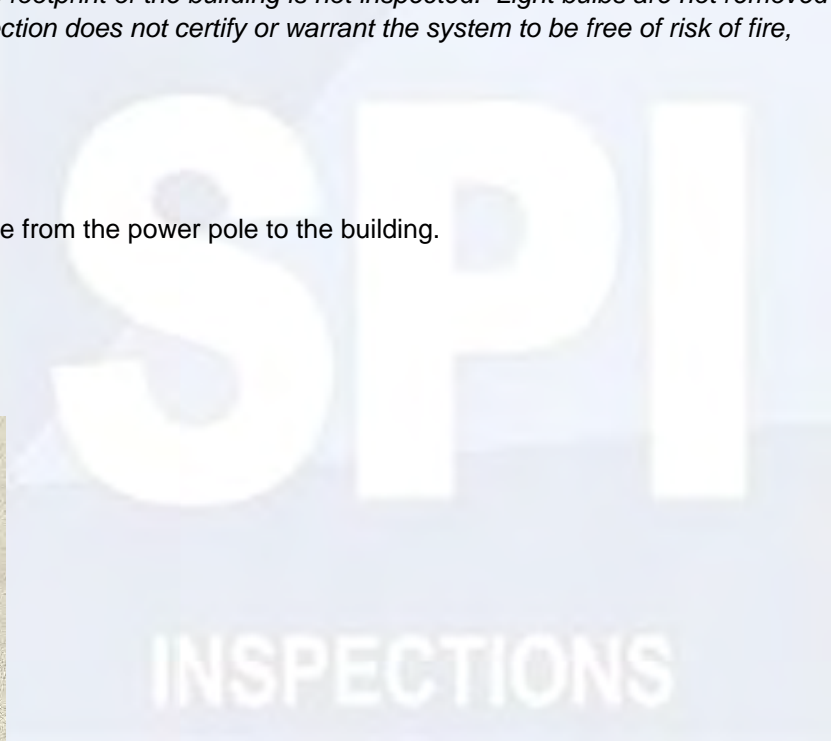 footprint of the building is not inspected. Light bulbs are not removed
ection does not certify or warrant the system to be free of risk of fire,
e from the power pole to the building.
SPI
INSPECTIONS